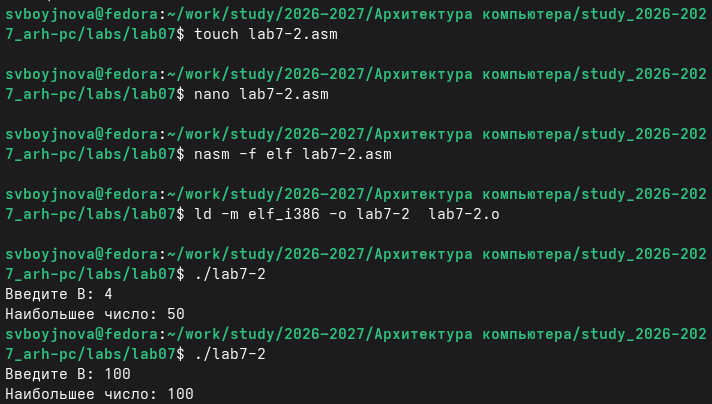 svboyjnova@fedora:~/work/study/2026-2027/Архитектура компьютера/study_2026-202
7_arh-pc/labs/lab07$ touch lab7-2.asm
svboyjnova@fedora:~/work/study/2026-2027/Архитектура компьютера/study_2026-202
7_arh-pc/labs/lab07$ nano lab7-2.asm
svboyjnova@fedora:~/work/study/2026-2027/Архитектура компьютера/study_2026-202
7_arh-pc/labs/lab07$ nasm -f elf lab7-2.asm
svboyjnova@fedora:~/work/study/2026-2027/Архитектура компьютера/study_2026-202
7_arh-pc/labs/lab07$ ld -m elf_i386 -o lab7-2  lab7-2.o
svboyjnova@fedora:~/work/study/2026-2027/Архитектура компьютера/study_2026-202
7_arh-pc/labs/lab07$ ./lab7-2
Введите B: 4
Наибольшее число: 50
svboyjnova@fedora:~/work/study/2026-2027/Архитектура компьютера/study_2026-202
7_arh-pc/labs/lab07$ ./lab7-2
Введите B: 100
Наибольшее число: 100